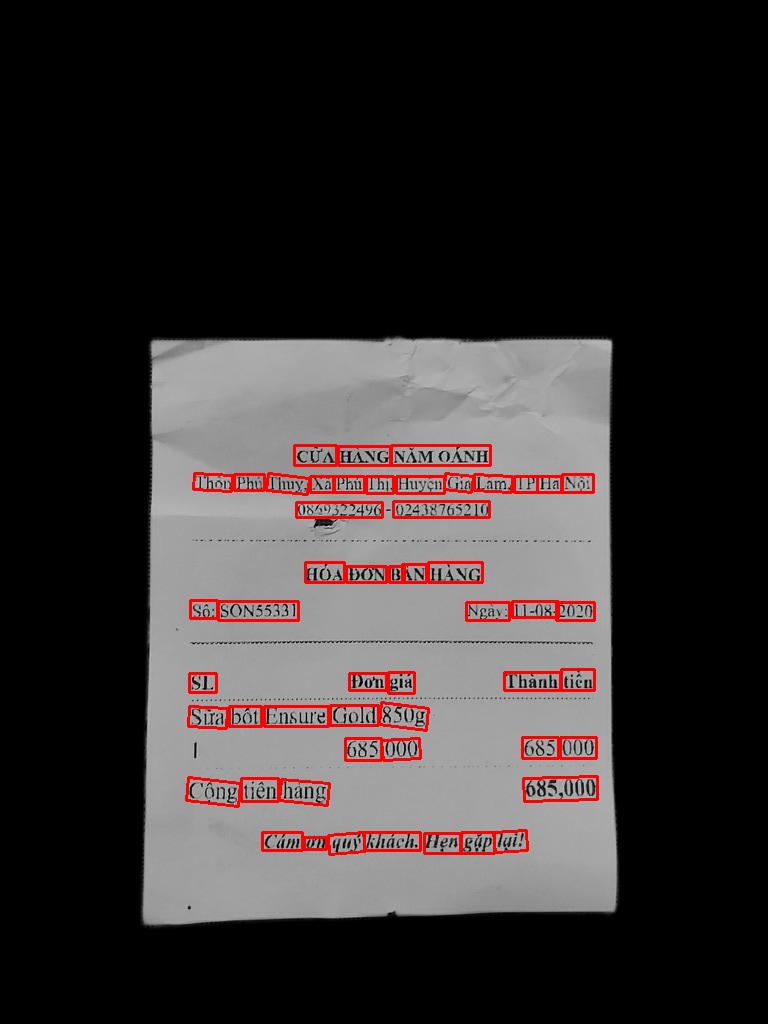 CỬA HÀNG NĂM OÁNH
Thôn Phú Thụy, Xã Phú Thị, Huyện Gia Lâm, TP Hà Nội
0869322496 - 02438765210
HÓA ĐƠN BÁN HÀNG
Số: SON55331 Ngày: 11-08-2020
SL Đơn giá Thành tiền
Sữa bột Ensure Gold 850g
1 685,000 685,000
Cộng tiền hàng 685,000
Cám ơn quý khách. Hẹn gặp lại!